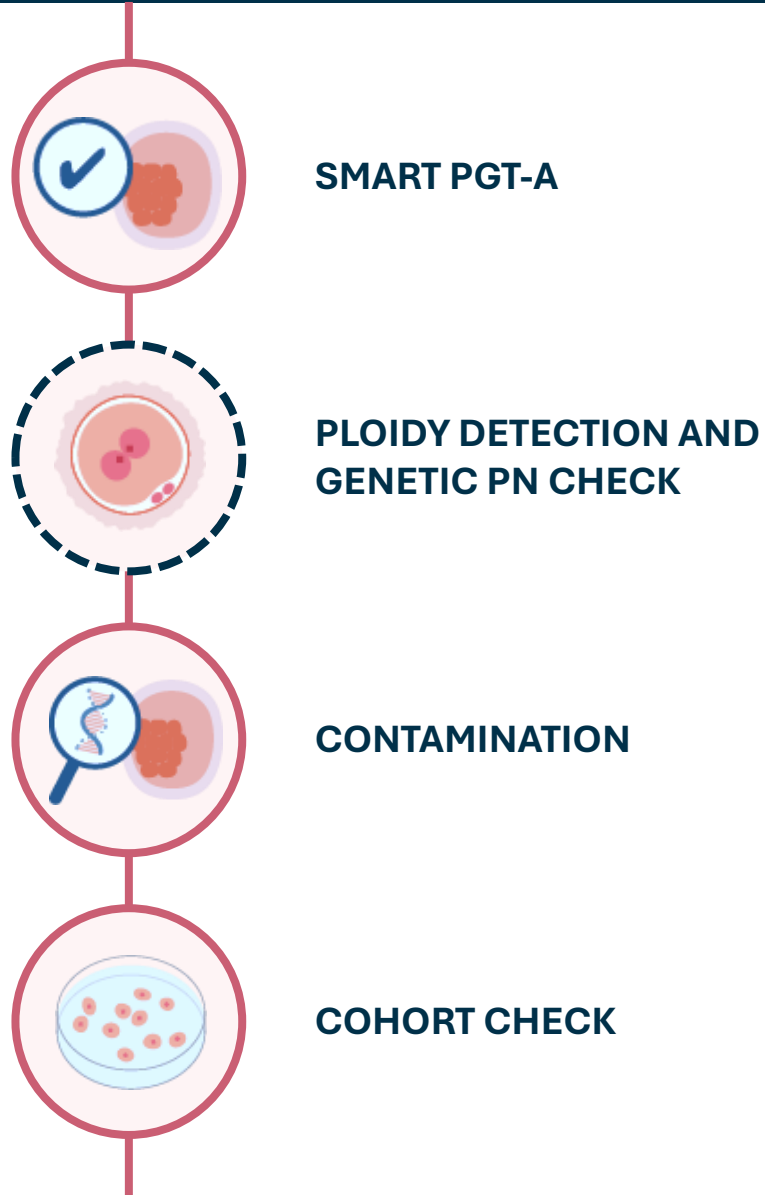 SMART PGT-A
PLOIDY DETECTION AND
GENETIC PN CHECK
CONTAMINATION
COHORT CHECK